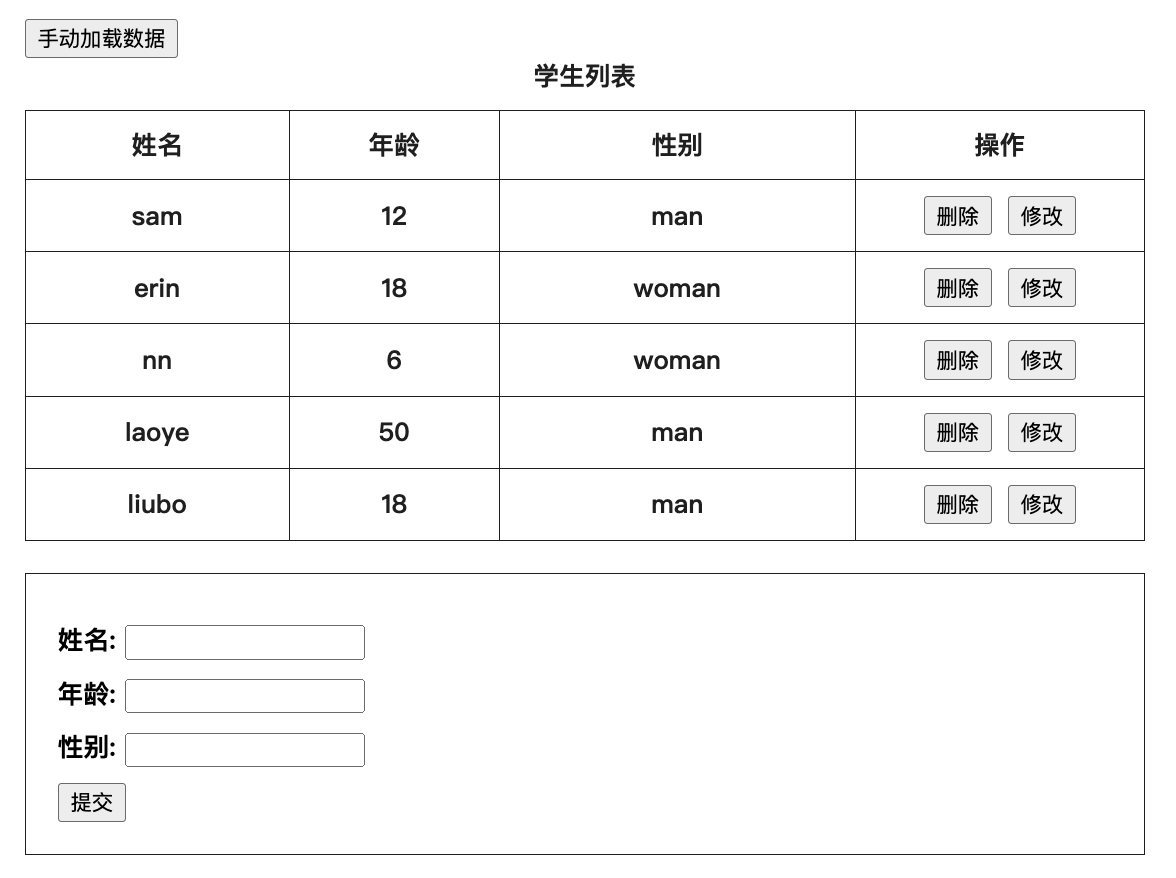 手动加载数据
学生列表
姓名 年龄 性别 操作
sam 12 man 删除 修改
erin 18 woman 删除 修改
nn 6 woman 删除 修改
laoye 50 man 删除 修改
liubo 18 man 删除 修改
姓名:
年龄:
性别:
提交